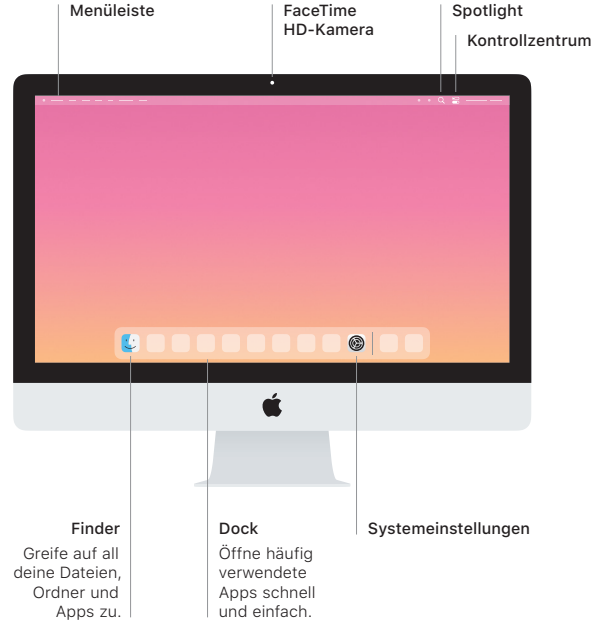 Menüleiste
FaceTime
HD-Kamera
Spotlight
Kontrollzentrum
Finder
Greife auf all
deine Dateien,
Ordner und
Apps zu.
Dock
Öffne häufig
verwendete
Apps schnell
und einfach.
Systemeinstellungen